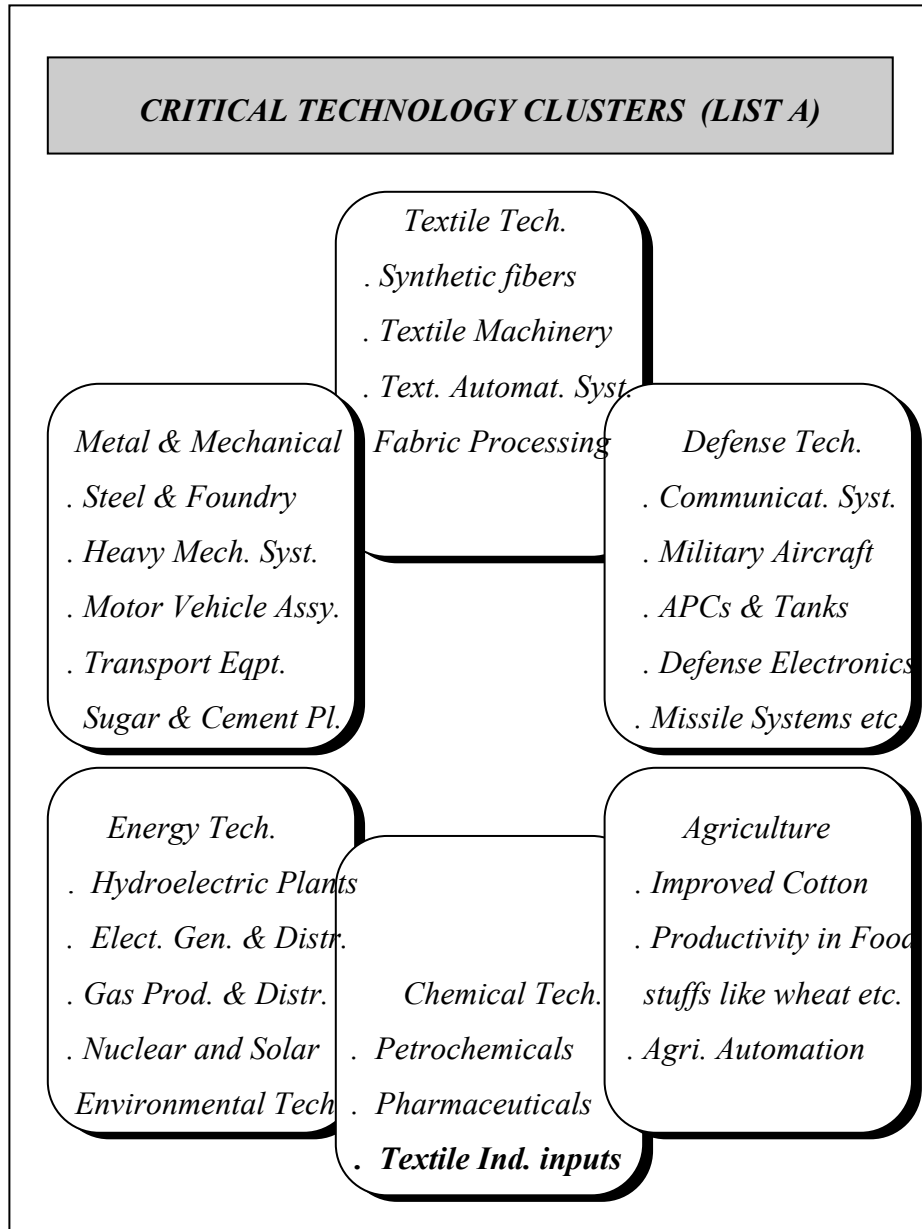 CRITICAL TECHNOLOGY CLUSTERS (LIST A)
Textile Tech.
. Synthetic fibers
. Textile Machinery
. Text. Automat. Syst.
Fabric Processing
Metal & Mechanical
. Steel & Foundry
. Heavy Mech. Syst.
. Motor Vehicle Assy.
. Transport Eqpt.
Sugar & Cement Pl.
Defense Tech.
. Communicat. Syst.
. Military Aircraft
. APCs & Tanks
. Defense Electronics
. Missile Systems etc.
Energy Tech.
. Hydroelectric Plants
. Elect. Gen. & Distr.
. Gas Prod. & Distr.
. Nuclear and Solar
Environmental Tech
Chemical Tech.
. Petrochemicals
. Pharmaceuticals
. Textile Ind. inputs
Agriculture
. Improved Cotton
. Productivity in Food
stuffs like wheat etc.
. Agri. Automation